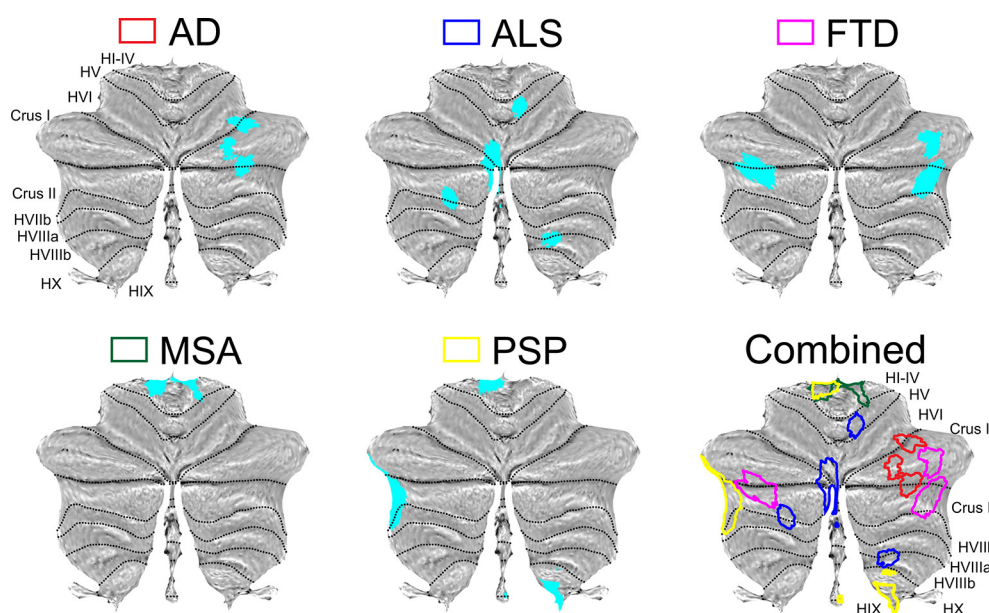 AD
ALS
FTD
HI-IV
HV
HVI
Crus I
Crus II
HVIIb
HVIIIa
HVIIIb
HX
HIX
MSA
PSP
Combined
HI-IV
HV
HVI
Crus I
Crus I
HVIII
HVIIIa
HVIIIb
HIX
HX